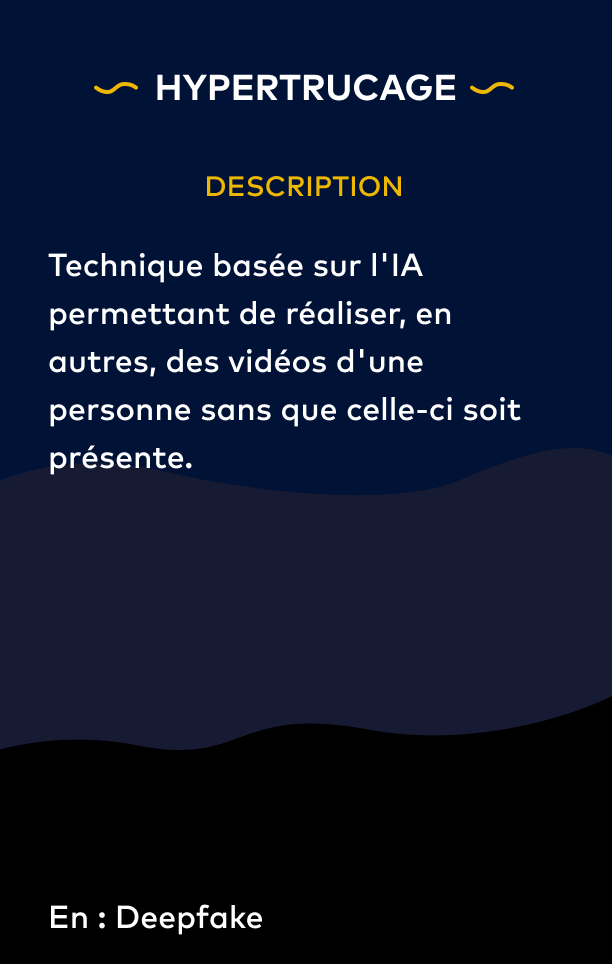 HYPERTRUCAGE
DESCRIPTION
Technique basée sur l'IA
permettant de réaliser, en
autres, des vidéos d'une
personne sans que celle-ci soit
présente.
En : Deepfake